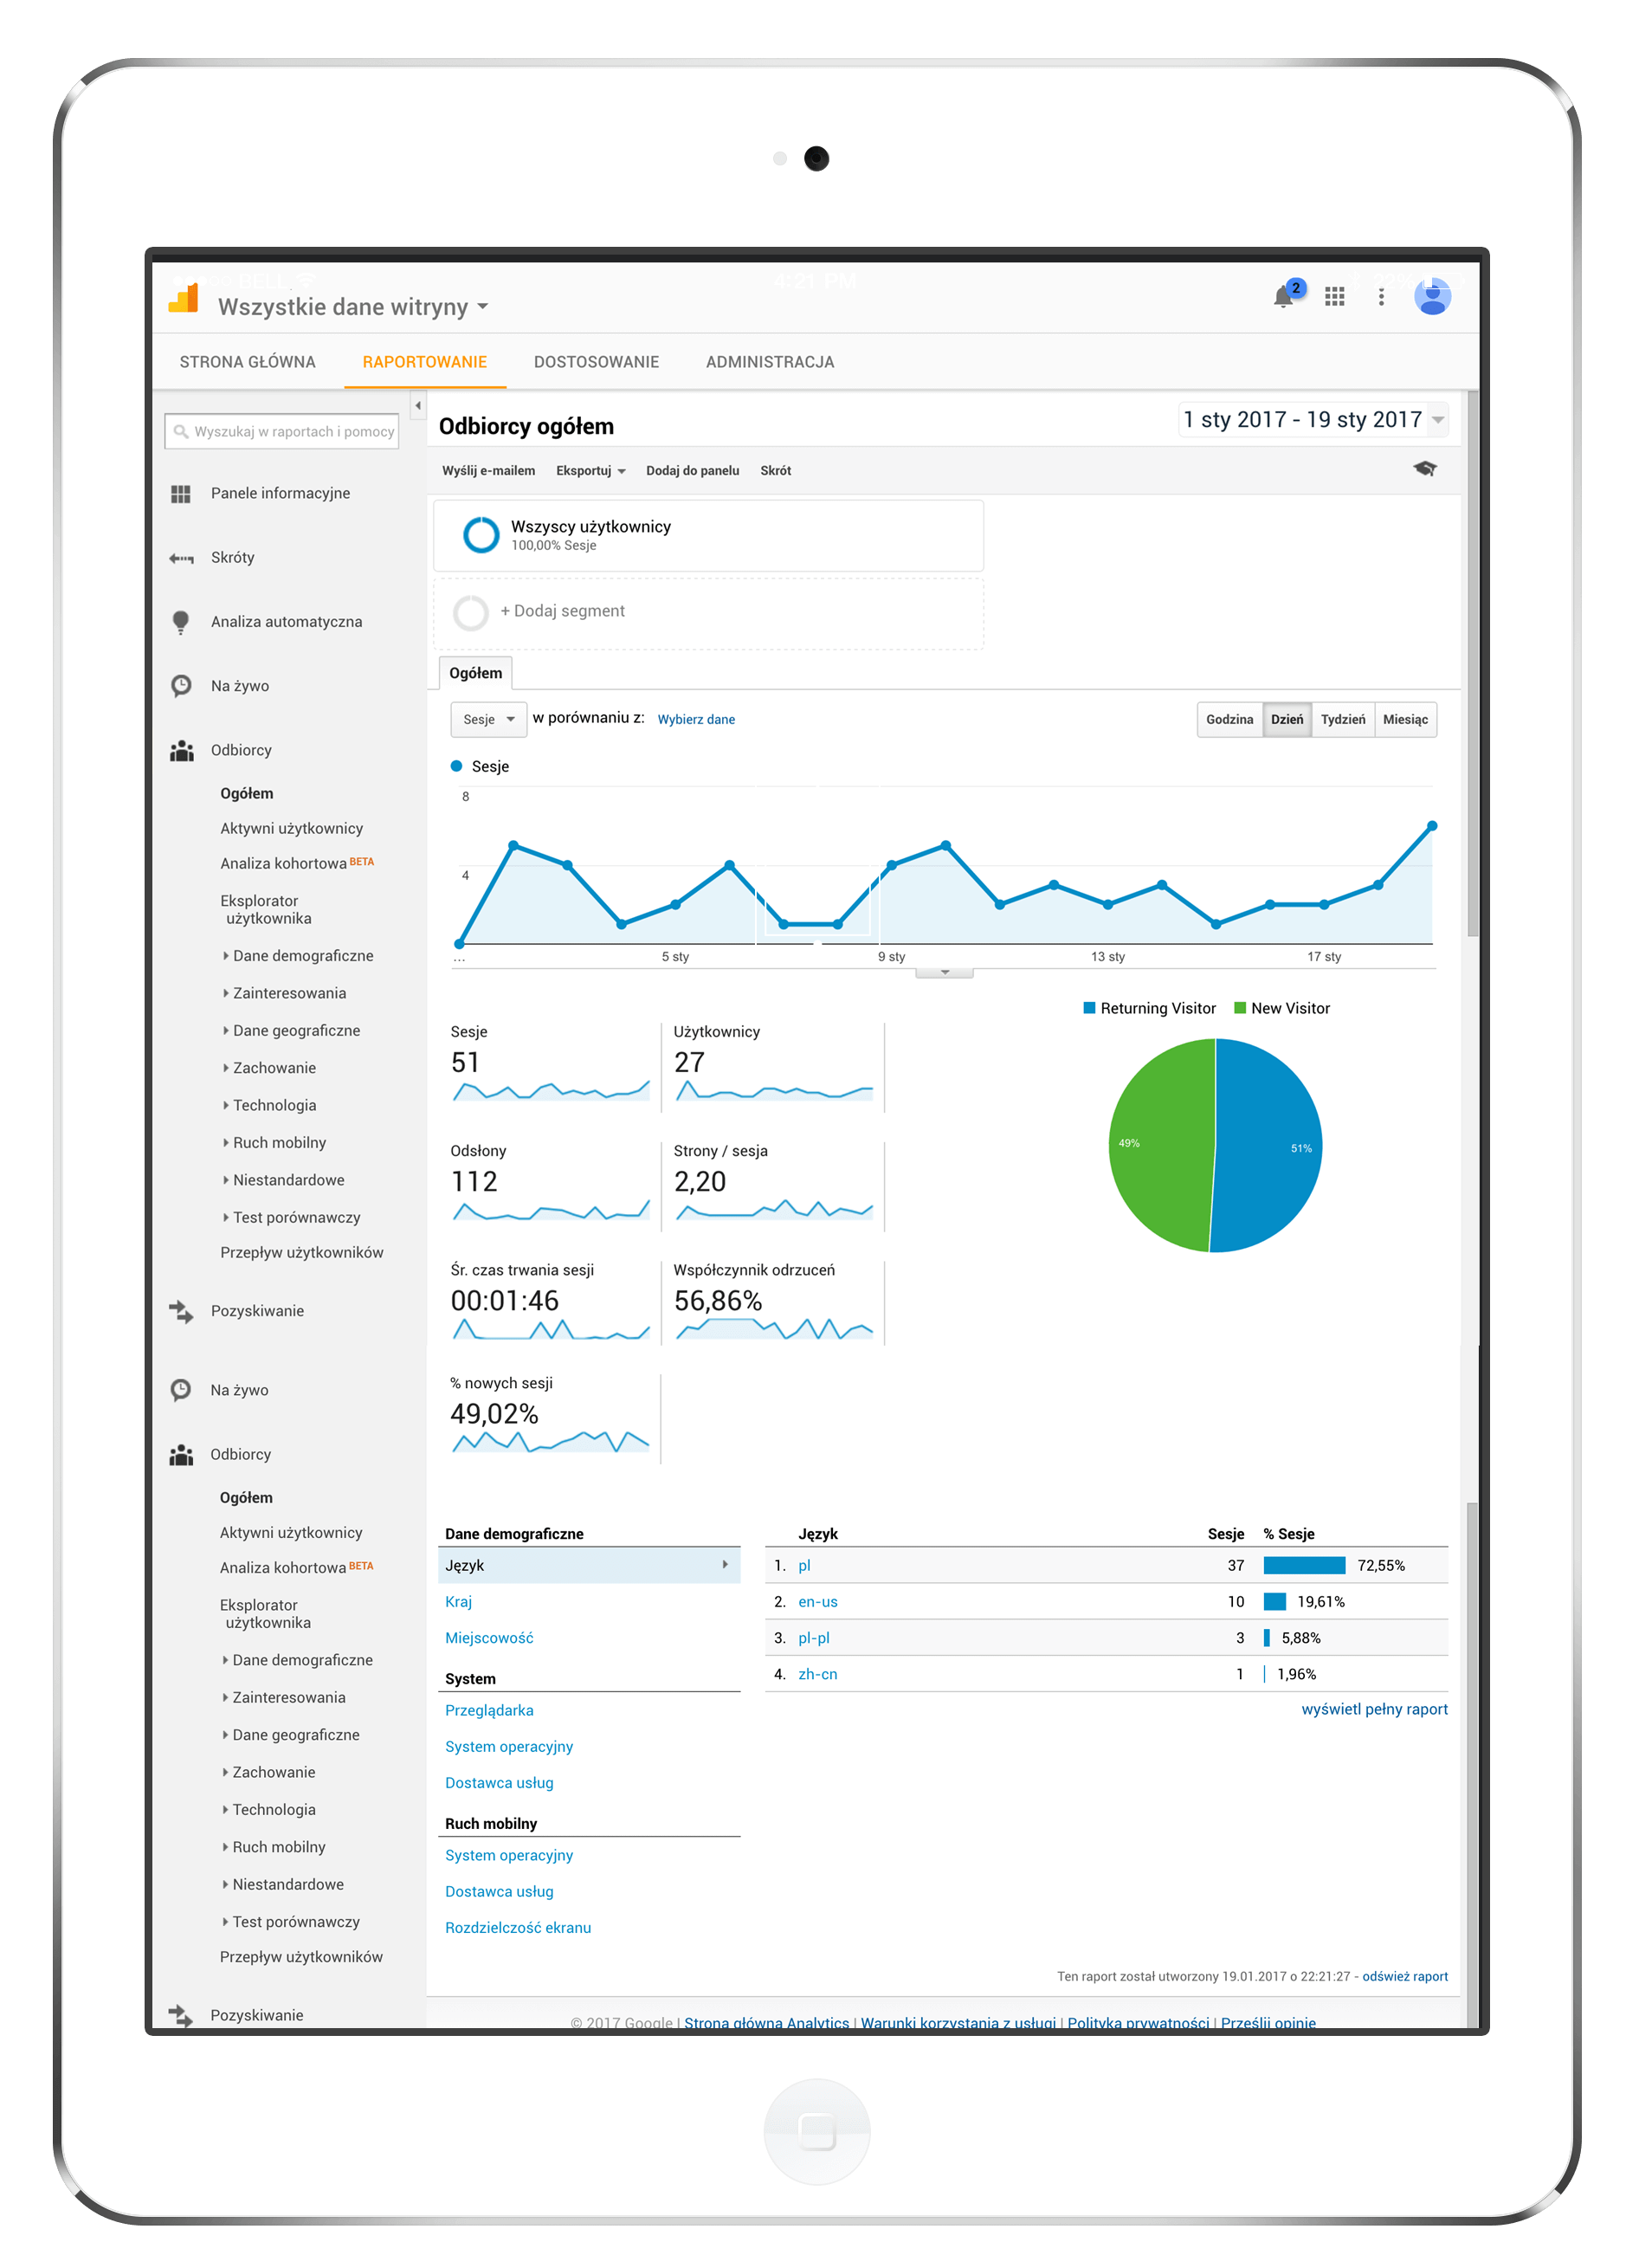 BELL 4:21 PM 22%
Wszystkie dane witryny
2
STRONA GŁÓWNA RAPORTOWANIE DOSTOSOWANIE ADMINISTRACJA
Wyszukaj w raportach i pomocy
Panele informacyjne
Skróty
Analiza automatyczna
Na żywo
Odbiorcy
Ogółem
Aktywni użytkownicy
Analiza kohortowa BETA
Eksplorator
użytkownika
Dane demograficzne
Zainteresowania
Dane geograficzne
Zachowanie
Technologia
Ruch mobilny
Niestandardowe
Test porównawczy
Przepływ użytkowników
Pozyskiwanie
Na żywo
Odbiorcy
Ogółem
Aktywni użytkownicy
Analiza kohortowa BETA
Eksplorator
użytkownika
Dane demograficzne
Zainteresowania
Dane geograficzne
Zachowanie
Technologia
Ruch mobilny
Niestandardowe
Test porównawczy
Przepływ użytkowników
Pozyskiwanie
Odbiorcy ogółem
1 sty 2017 - 19 sty 2017
Wyślij e-mailem Eksportuj Dodaj do panelu Skrót
Wszyscy użytkownicy
100,00% Sesje
+ Dodaj segment
Ogółem
Sesje w porównaniu z: Wybierz dane
Godzina Dzień Tydzień Miesiąc
Sesje
8
4
... 5 sty 9 sty 13 sty 17 sty
Returning Visitor New Visitor
49% 51%
Sesje
51
Użytkownicy
27
Odsłony
112
Strony / sesja
2,20
Śr. czas trwania sesji
00:01:46
Współczynnik odrzuceń
56,86%
% nowych sesji
49,02%
Dane demograficzne
Język
Kraj
Miejscowość
System
Przeglądarka
System operacyjny
Dostawca usług
Ruch mobilny
System operacyjny
Dostawca usług
Rozdzielczość ekranu
Język Sesje % Sesje
1. pl 37 72,55%
2. en-us 10 19,61%
3. pl-pl 3 5,88%
4. zh-cn 1 1,96%
wyświetl pełny raport
Ten raport został utworzony 19.01.2017 o 22:21:27 - odśwież raport
© 2017 Google | Strona główna Analytics | Warunki korzystania z usługi | Polityka prywatności | Prześlij opinię